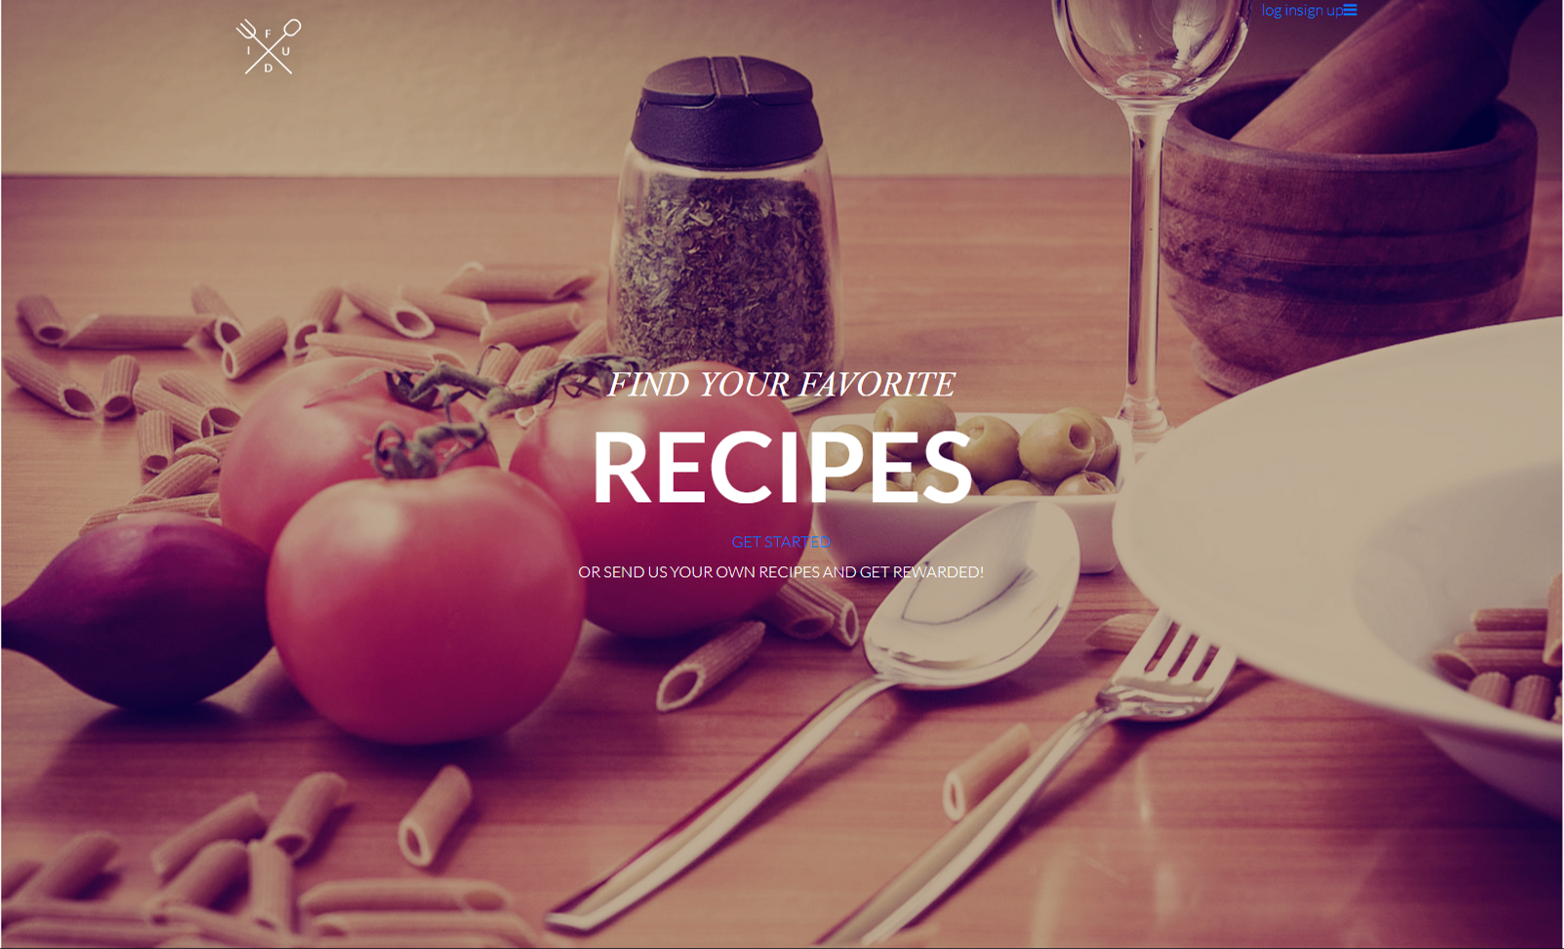 F
I U
D
log insign up
FIND YOUR FAVORITE
RECIPES
GET STARTED
OR SEND US YOUR OWN RECIPES AND GET REWARDED!